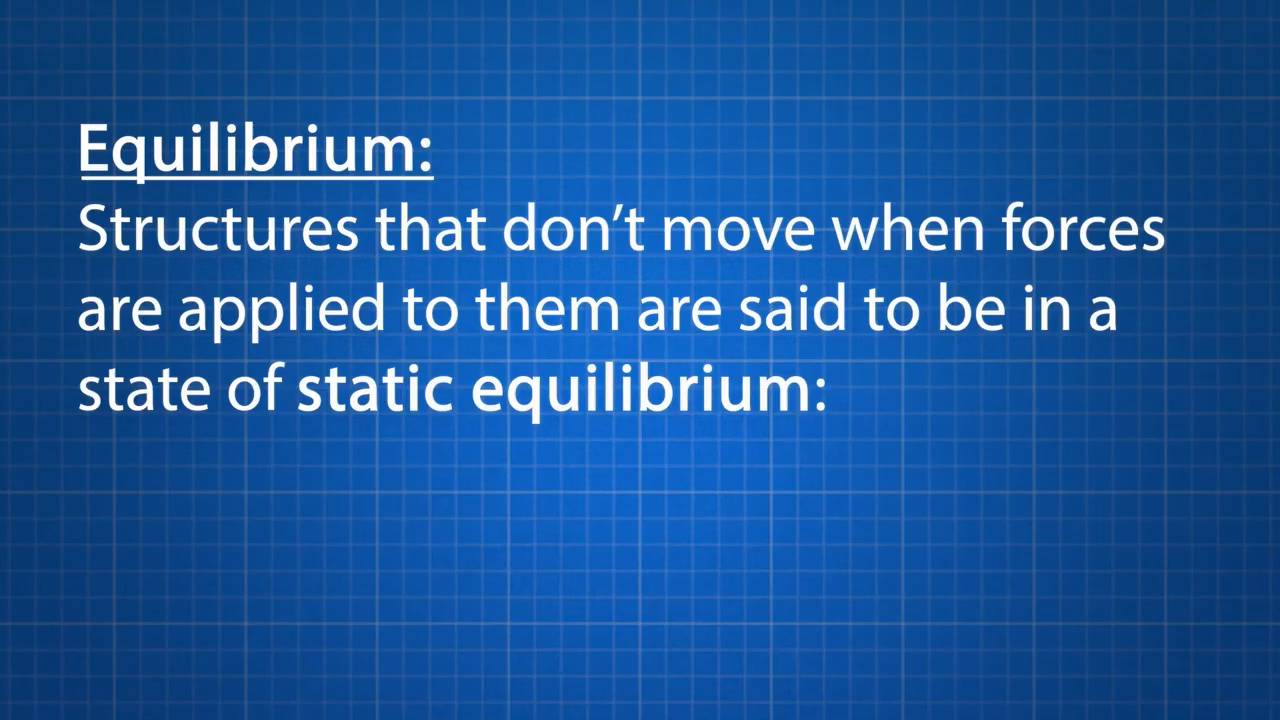 Equilibrium:
Structures that don’t move when forces
are applied to them are said to be in a
state of static equilibrium: